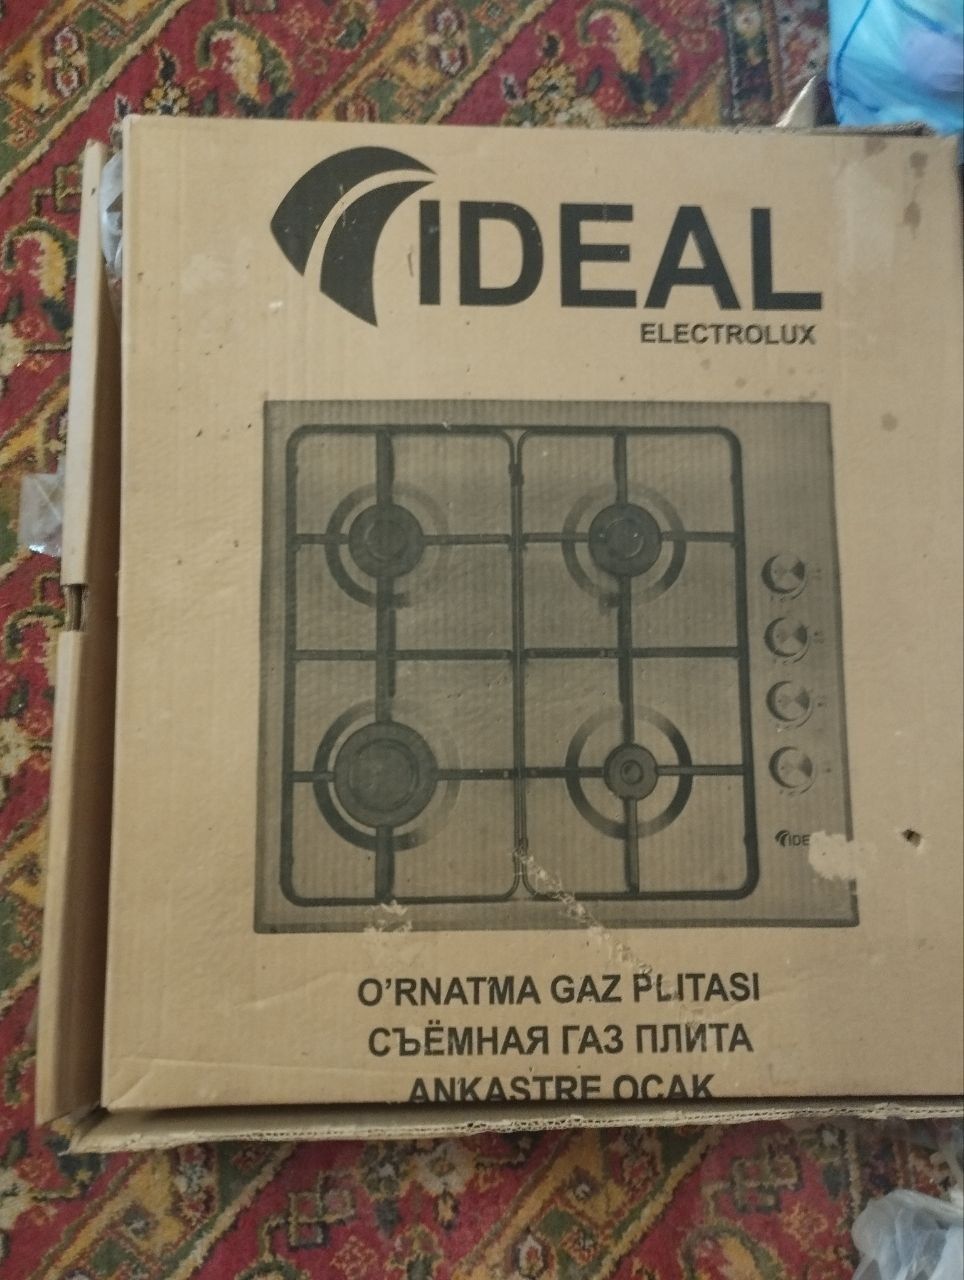 IDEAL
ELECTROLUX
O'RNATMA GAZ PLITASI
СЪЁМНАЯ ГАЗ ПЛИТА
ANKASTRE OCAK